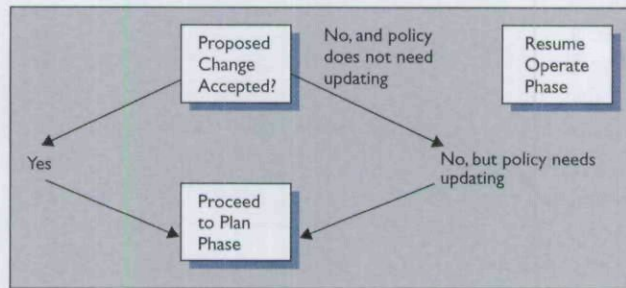 Proposed
Change
Accepted?
No, and policy
does not need
updating
Resume
Operate
Phase
Yes
No, but policy needs
updating
Proceed
to Plan
Phase